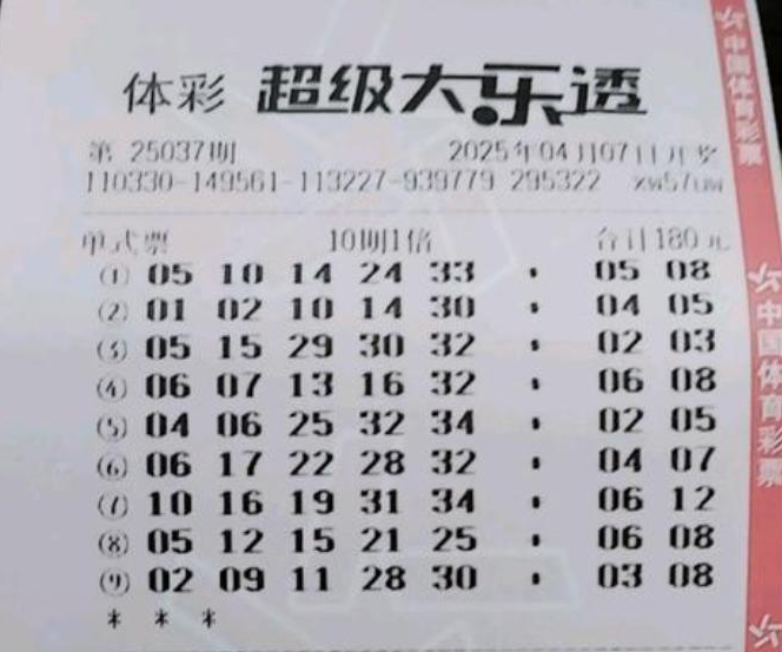 体彩 超级大乐透
第 25037期 2025年04月07日开奖
110330-149561-113227-939779 295322 xw57uw
单式票 10期1倍 合计180元
(1) 05 10 14 24 33 · 05 08
(2) 01 02 10 14 30 · 04 05
(3) 05 15 29 30 32 · 02 03
(4) 06 07 13 16 32 · 06 08
(5) 04 06 25 32 34 · 02 05
(6) 06 17 22 28 32 · 04 07
(7) 10 16 19 31 34 · 06 12
(8) 05 12 15 21 25 · 06 08
(9) 02 09 11 28 30 · 03 08
* * *
中国体育彩票
中国体育彩票